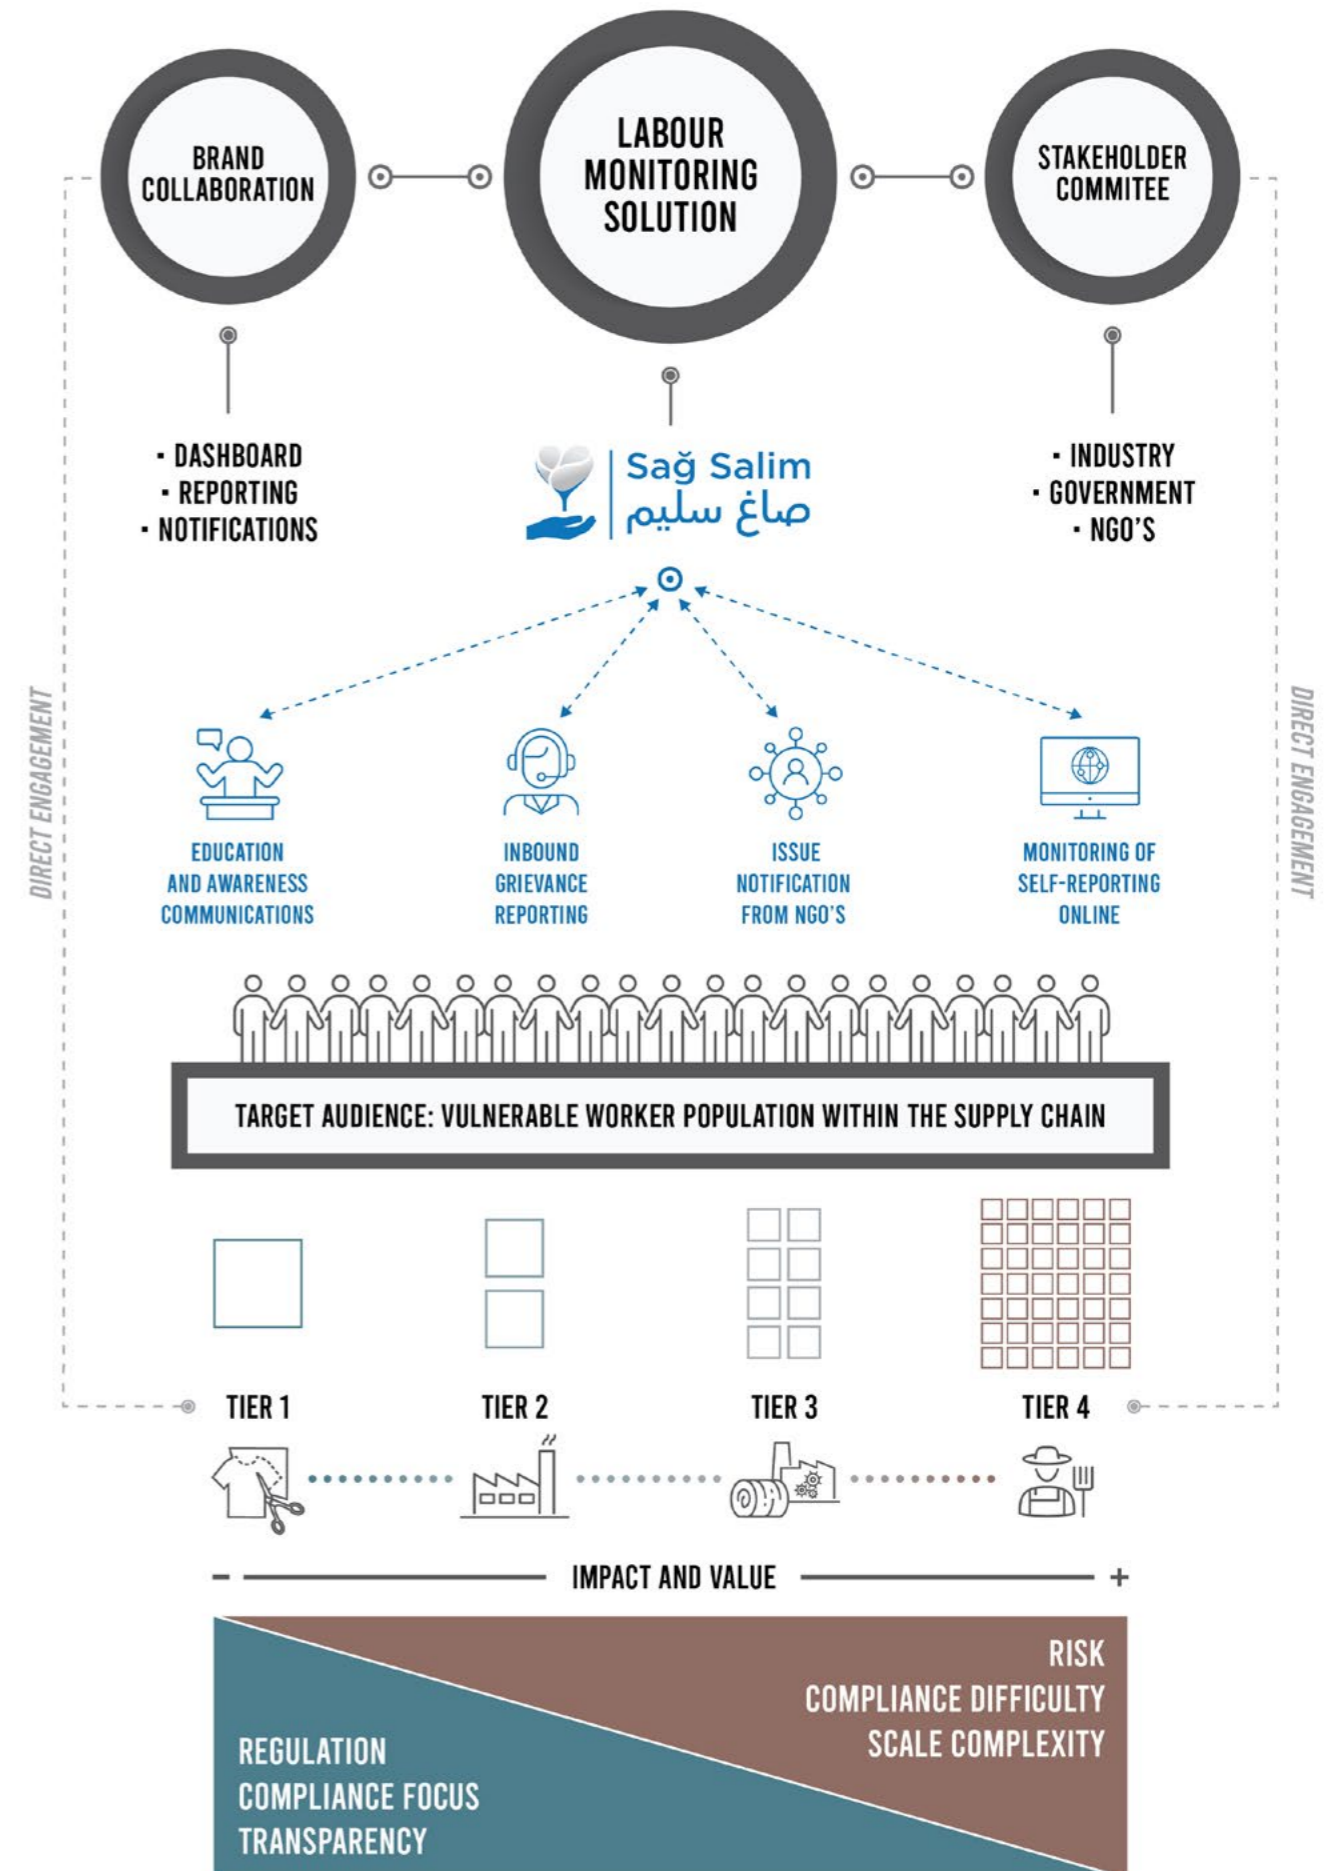 BRAND
COLLABORATION
LABOUR
MONITORING
SOLUTION
STAKEHOLDER
COMMITEE
▪ DASHBOARD
▪ REPORTING
▪ NOTIFICATIONS
Sağ Salim
صاغ سليم
▪ INDUSTRY
▪ GOVERNMENT
▪ NGO'S
DIRECT ENGAGEMENT
DIRECT ENGAGEMENT
EDUCATION
AND AWARENESS
COMMUNICATIONS
INBOUND
GRIEVANCE
REPORTING
ISSUE
NOTIFICATION
FROM NGO'S
MONITORING OF
SELF-REPORTING
ONLINE
TARGET AUDIENCE: VULNERABLE WORKER POPULATION WITHIN THE SUPPLY CHAIN
TIER 1
TIER 2
TIER 3
TIER 4
- IMPACT AND VALUE +
RISK
COMPLIANCE DIFFICULTY
SCALE COMPLEXITY
REGULATION
COMPLIANCE FOCUS
TRANSPARENCY